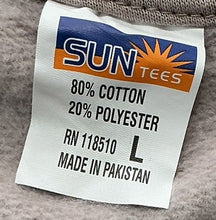 SUN
TEES
80% COTTON
20% POLYESTER
RN 118510 L
MADE IN PAKISTAN